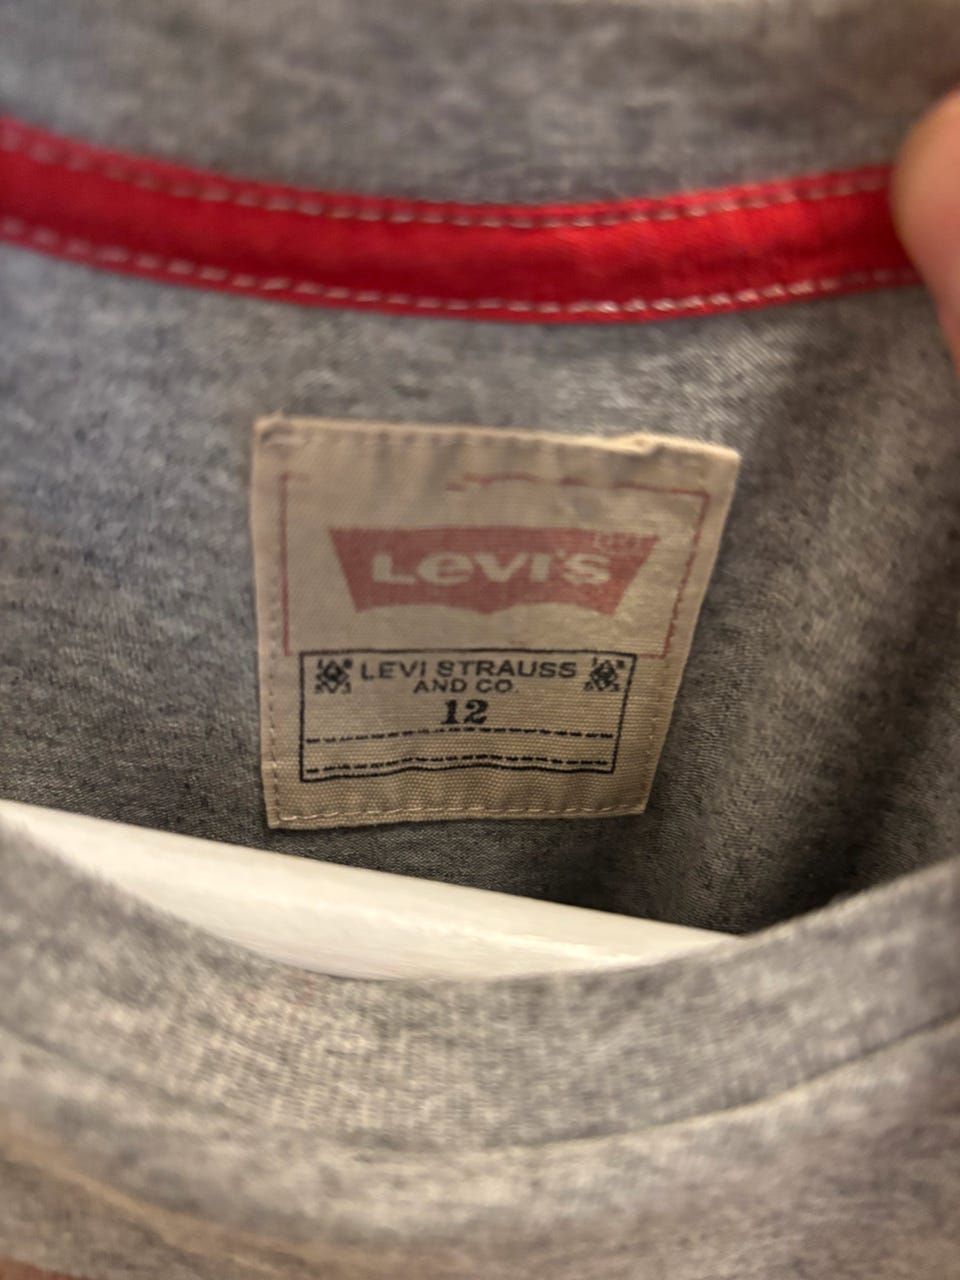 Levi's
LEVI STRAUSS
AND CO.
12